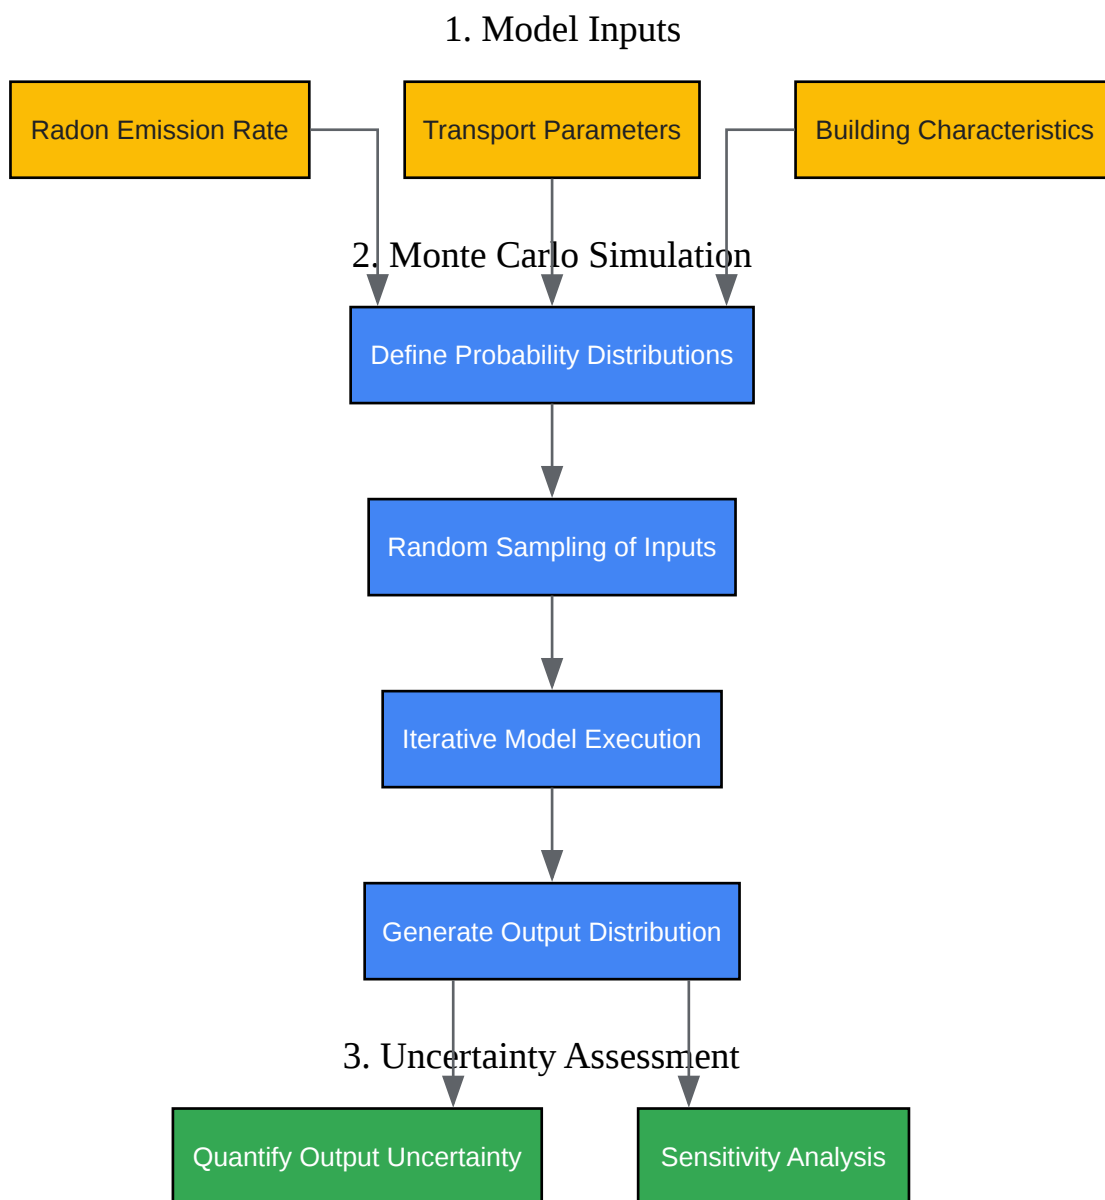 1. Model Inputs
Radon Emission Rate
Transport Parameters
Building Characteristics
2. Monte Carlo Simulation
Define Probability Distributions
Random Sampling of Inputs
Iterative Model Execution
Generate Output Distribution
3. Uncertainty Assessment
Quantify Output Uncertainty
Sensitivity Analysis